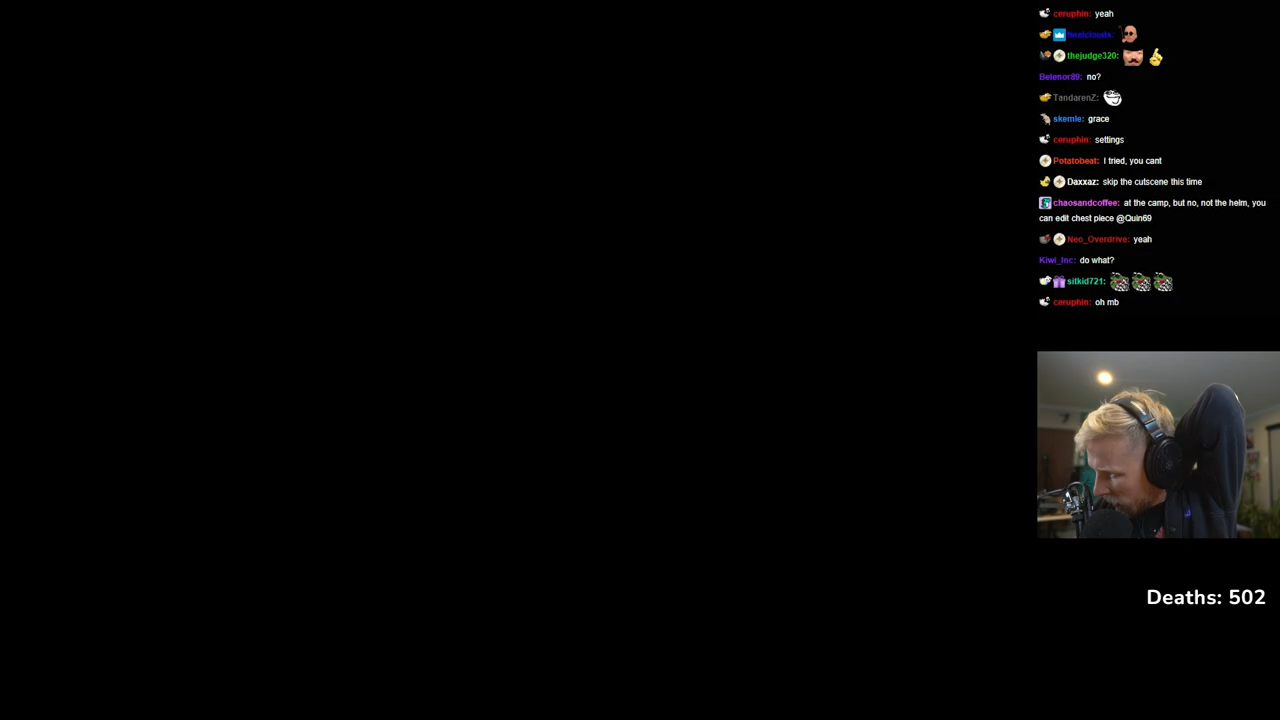 ceruphin: yeah
thejudge320:
Belenor89: no?
TandarenZ:
skemle: grace
ceruphin: settings
Potatobeat: I tried, you cant
Daxxaz: skip the cutscene this time
chaosandcoffee: at the camp, but no, not the helm, you
can edit chest piece @Quin69
Neo_Overdrive: yeah
Kiwi_Inc: do what?
sitkid721:
ceruphin: oh mb
Deaths: 502